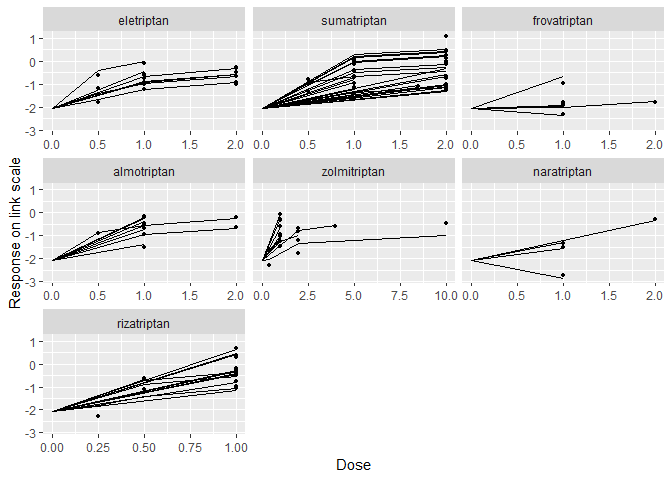 eletriptan sumatriptan frovatriptan
1
0
-1
-2
-3
0.0 0.5 1.0 1.5 2.0 0.0 0.5 1.0 1.5 2.0 0.0 0.5 1.0 1.5 2.0
almotriptan zolmitriptan naratriptan
1
0
-1
-2
-3
0.0 0.5 1.0 1.5 2.0 0.0 2.5 5.0 7.5 10.0 0.0 0.5 1.0 1.5 2.0
rizatriptan
1
0
-1
-2
-3
0.00 0.25 0.50 0.75 1.00
Response on link scale
Dose